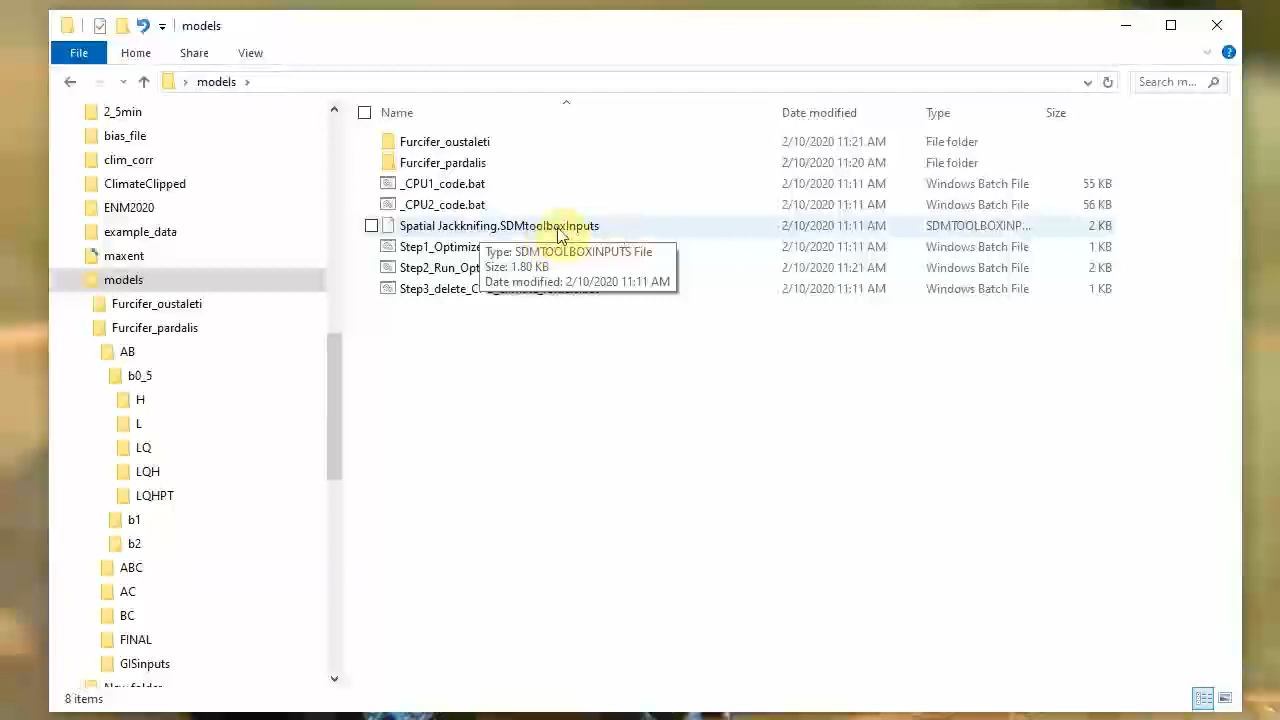 models
File
Home
Share
View
models
Search m...
2_5min
bias_file
clim_corr
ClimateClipped
ENM2020
example_data
maxent
models
Furcifer_oustaleti
Furcifer_pardalis
AB
b0_5
H
L
LQ
LQH
LQHPT
b1
b2
ABC
AC
BC
FINAL
GISinputs
New folder
Name Date modified Type Size
Furcifer_oustaleti 2/10/2020 11:21 AM File folder
Furcifer_pardalis 2/10/2020 11:20 AM File folder
_CPU1_code.bat 2/10/2020 11:11 AM Windows Batch File 55 KB
_CPU2_code.bat 2/10/2020 11:11 AM Windows Batch File 56 KB
Spatial Jackknifing.SDMtoolboxInputs 2/10/2020 11:11 AM SDMTOOLBOXINP... 2 KB
Step1_Optimize 2/10/2020 11:11 AM Windows Batch File 1 KB
Step2_Run_Opt 2/10/2020 11:21 AM Windows Batch File 2 KB
Step3_delete_C 2/10/2020 11:11 AM Windows Batch File 1 KB
Type: SDMTOOLBOXINPUTS File
Size: 1.80 KB
Date modified: 2/10/2020 11:11 AM
8 items